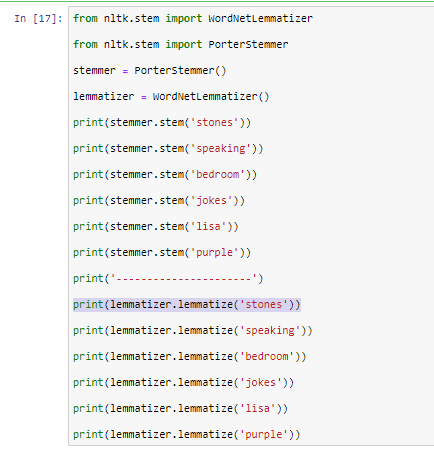 In [17]: from nltk.stem import WordNetLemmatizer
from nltk.stem import PorterStemmer
stemmer = PorterStemmer()
lemmatizer = WordNetLemmatizer()
print(stemmer.stem('stones'))
print(stemmer.stem('speaking'))
print(stemmer.stem('bedroom'))
print(stemmer.stem('jokes'))
print(stemmer.stem('lisa'))
print(stemmer.stem('purple'))
print('----------------------')
print(lemmatizer.lemmatize('stones'))
print(lemmatizer.lemmatize('speaking'))
print(lemmatizer.lemmatize('bedroom'))
print(lemmatizer.lemmatize('jokes'))
print(lemmatizer.lemmatize('lisa'))
print(lemmatizer.lemmatize('purple'))